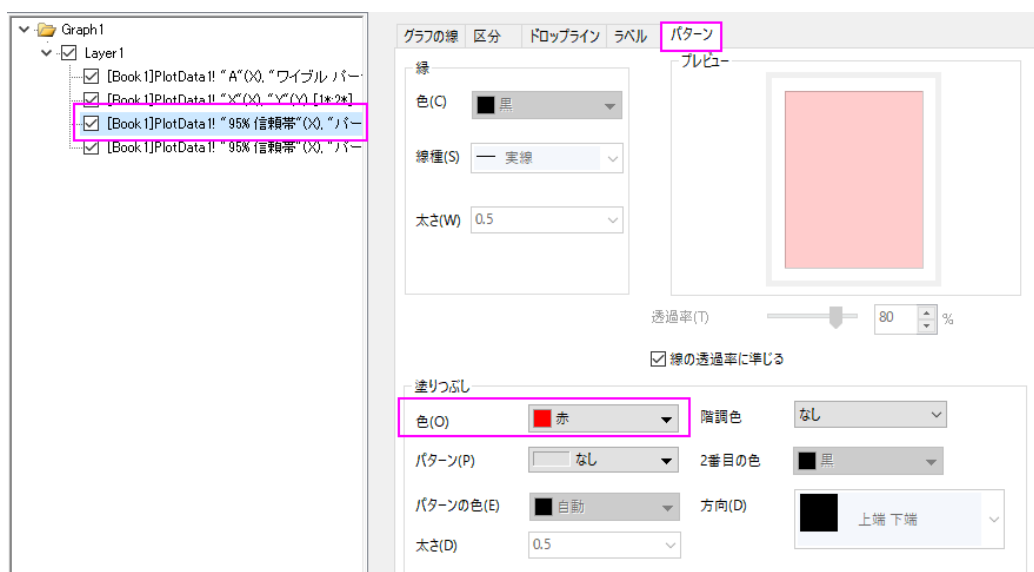 Graph1
Layer1
[Book1]PlotData1! "A"(X), "ワイブル パー
[Book1]PlotData1! "X"(X), "Y"(Y) [1*:2*]
[Book1]PlotData1! "95% 信頼帯"(X), "パー
[Book1]PlotData1! "95% 信頼帯"(X), "パー
グラフの線 区分 ドロップライン ラベル パターン
縁
色(C) 黒
線種(S) 実線
太さ(W) 0.5
プレビュー
透過率(T) 80 %
線の透過率に準じる
塗りつぶし
色(O) 赤 階調色 なし
パターン(P) なし 2番目の色 黒
パターンの色(E) 自動 方向(D) 上端 下端
太さ(D) 0.5